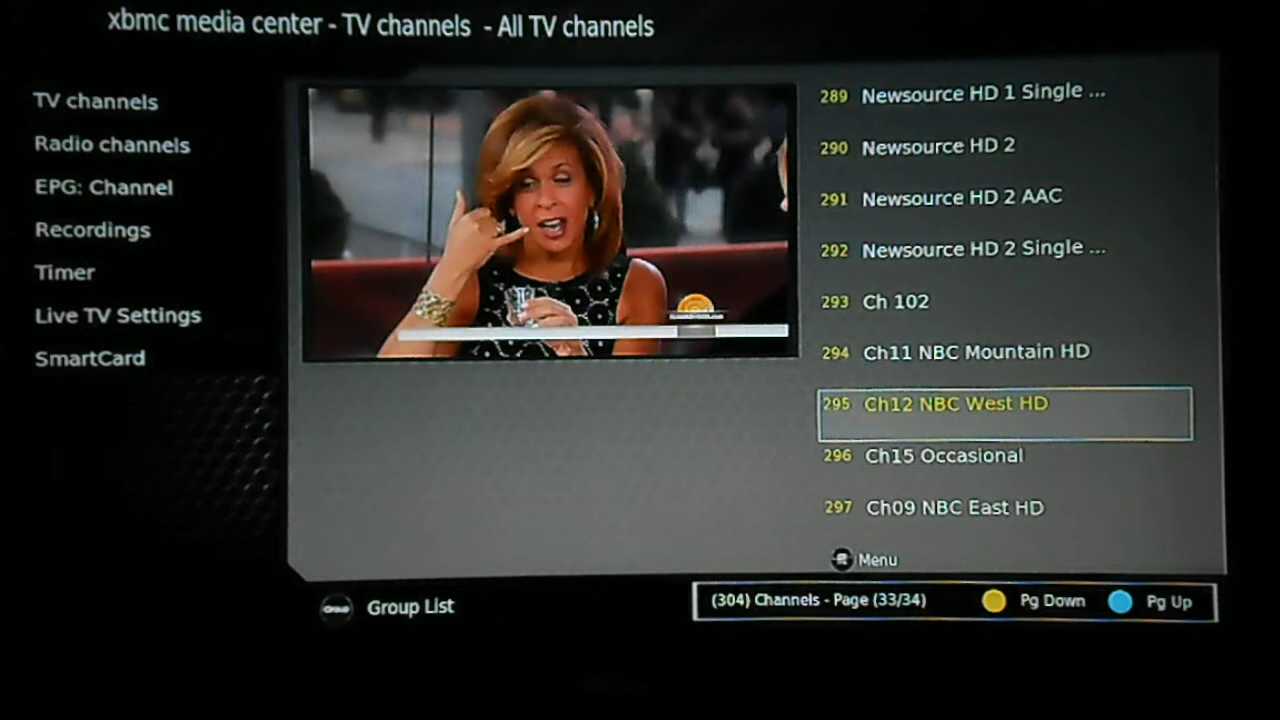 xbmc media center - TV channels - All TV channels
TV channels
Radio channels
EPG: Channel
Recordings
Timer
Live TV Settings
SmartCard
289 Newsource HD 1 Single ...
290 Newsource HD 2
291 Newsource HD 2 AAC
292 Newsource HD 2 Single ...
293 Ch 102
294 Ch11 NBC Mountain HD
295 Ch12 NBC West HD
296 Ch15 Occasional
297 Ch09 NBC East HD
Menu
Group Group List
(304) Channels - Page (33/34) Pg Down Pg Up